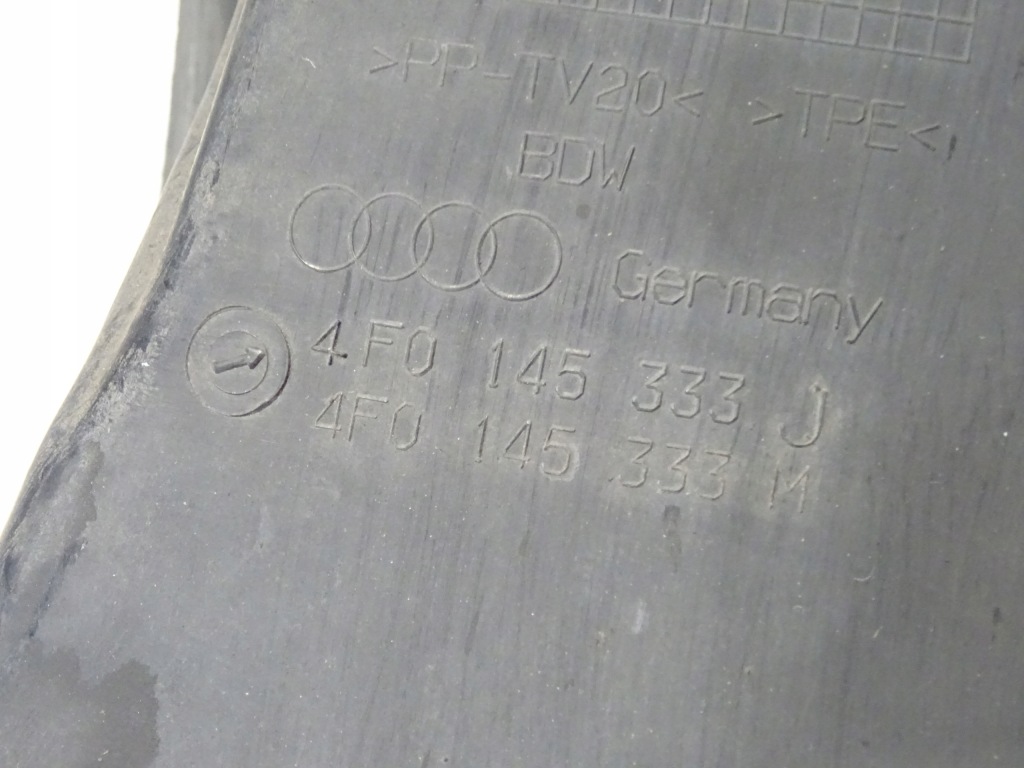 >PP-TV20< >TPE<
BDW
Germany
4F0 145 333 J
4F0 145 333 M